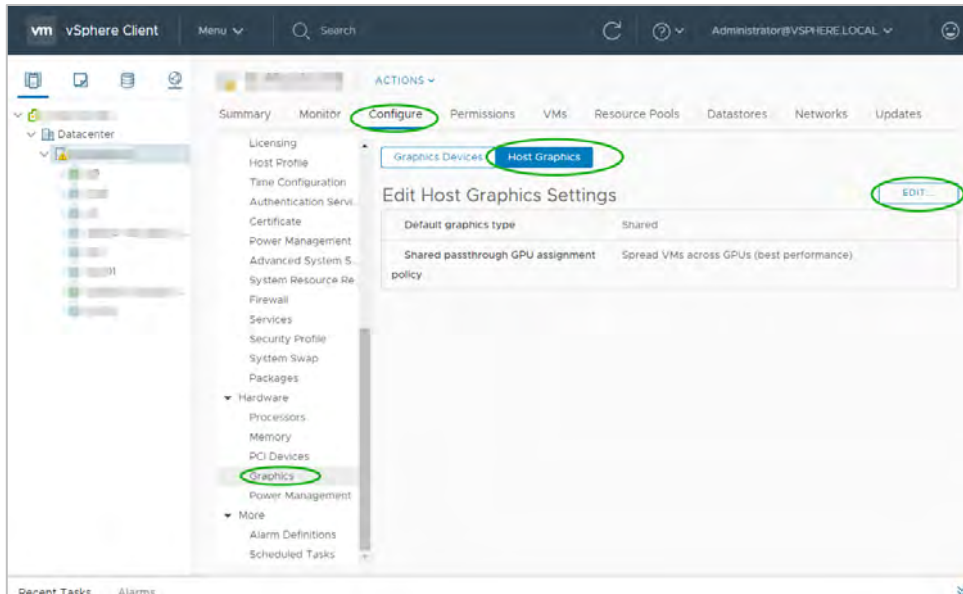 vm vSphere Client Menu Search Administrator@VSPHERE.LOCAL
ACTIONS
Summary Monitor Configure Permissions VMs Resource Pools Datastores Networks Updates
Datacenter
Licensing
Host Profile
Time Configuration
Authentication Servi...
Certificate
Power Management
Advanced System S...
System Resource Re...
Firewall
Services
Security Profile
System Swap
Packages
Hardware
Processors
Memory
PCI Devices
Graphics
Power Management
More
Alarm Definitions
Scheduled Tasks
Graphics Devices Host Graphics
Edit Host Graphics Settings
EDIT...
Default graphics type Shared
Shared passthrough GPU assignment Spread VMs across GPUs (best performance)
policy
Recent Tasks Alarms